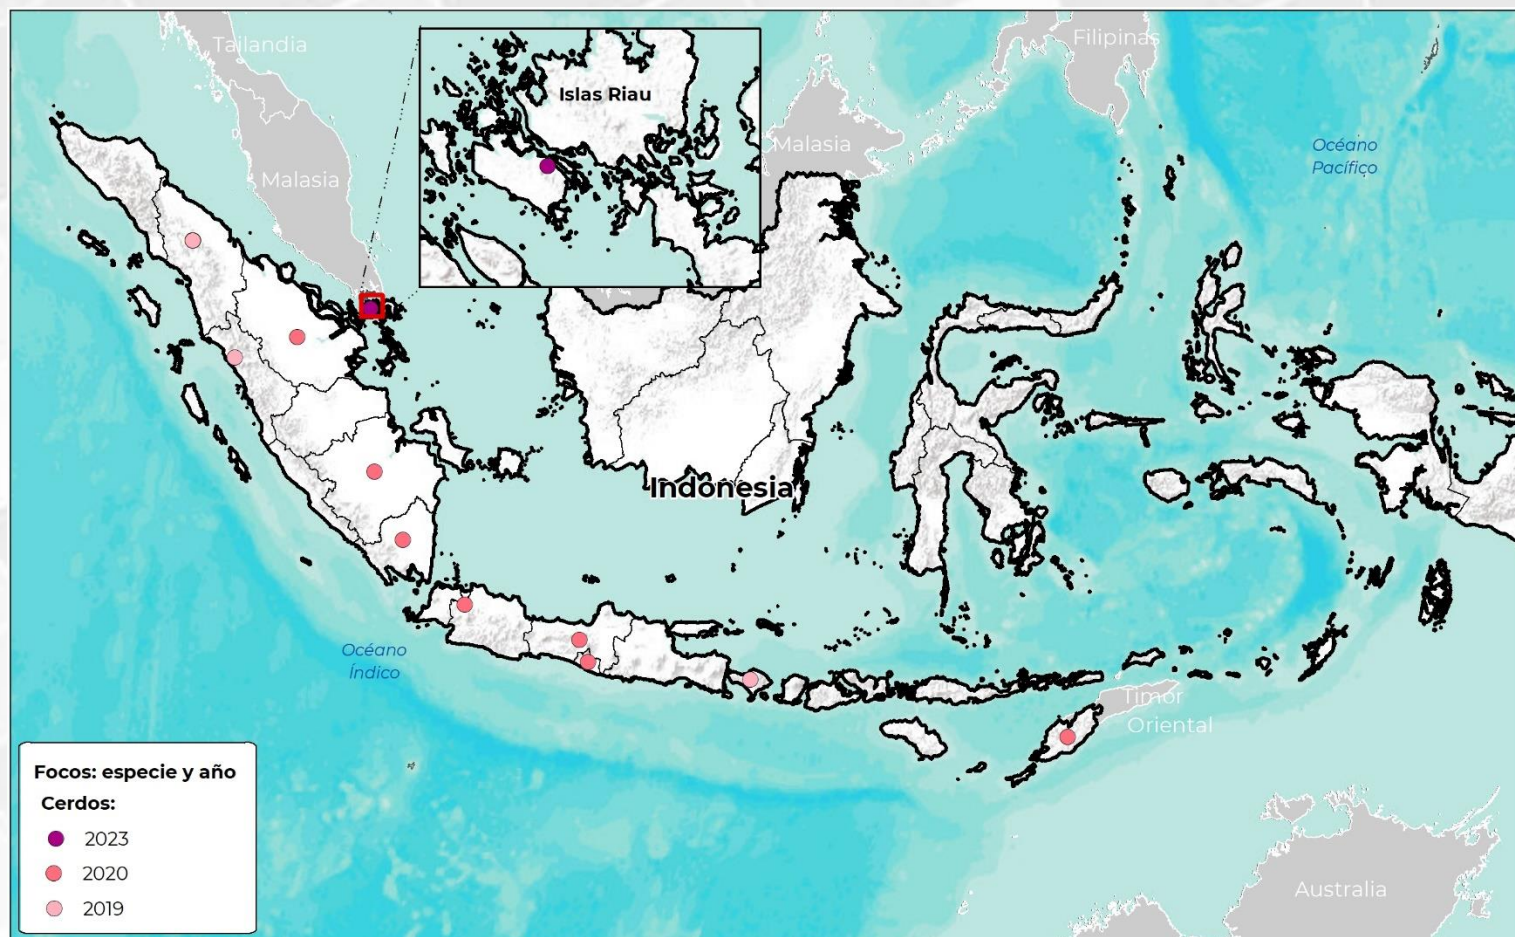 Tailandia
Filipinas
Islas Riau
Malasia
Océano
Pacífico
Malasia
Indonesia
Océano
Índico
Timor
Oriental
Focos: especie y año
Cerdos:
2023
2020
2019
Australia